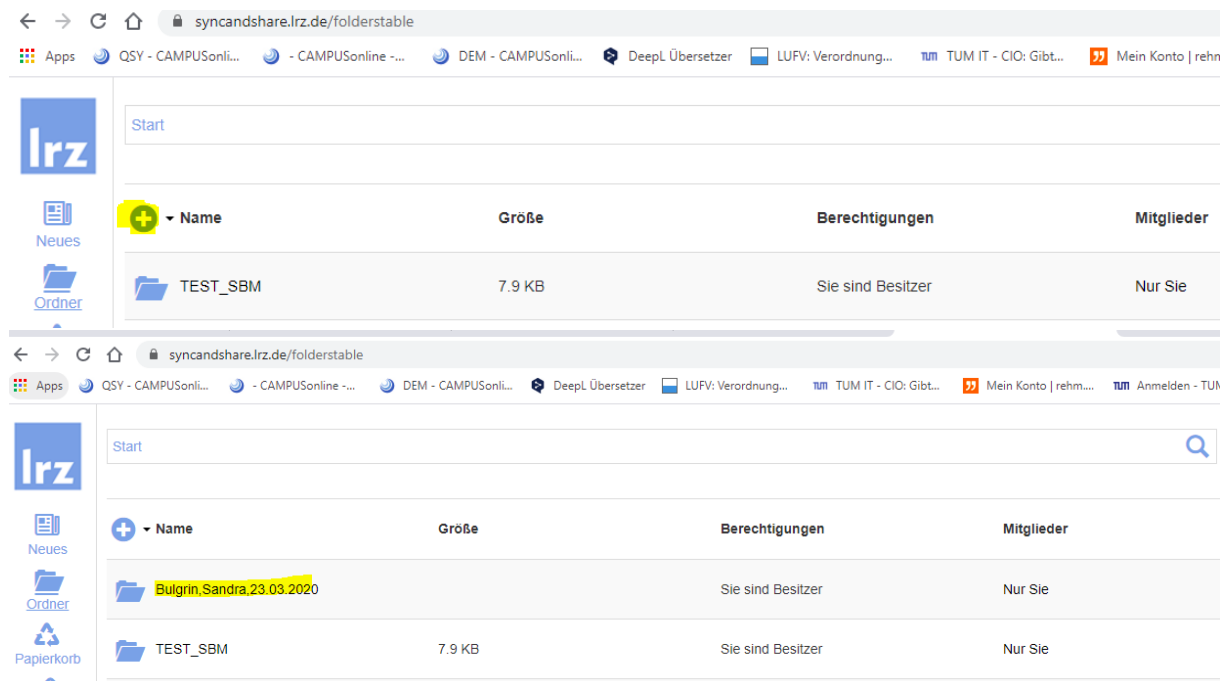 syncandshare.lrz.de/folderstable
Apps QSY - CAMPUSonli... - CAMPUSonline -... DEM - CAMPUSonli... DeepL Übersetzer LUFV: Verordnung... TUM TUM IT - CIO: Gibt... Mein Konto | rehm
lrz
Start
Neues
Name Größe Berechtigungen Mitglieder
Ordner
TEST_SBM 7.9 KB Sie sind Besitzer Nur Sie
syncandshare.lrz.de/folderstable
Apps QSY - CAMPUSonli... - CAMPUSonline -... DEM - CAMPUSonli... DeepL Übersetzer LUFV: Verordnung... TUM TUM IT - CIO: Gibt... Mein Konto | rehm.... TUM Anmelden - TUM
lrz
Start
Neues
Name Größe Berechtigungen Mitglieder
Ordner
Bulgrin,Sandra,23.03.2020 Sie sind Besitzer Nur Sie
Papierkorb
TEST_SBM 7.9 KB Sie sind Besitzer Nur Sie